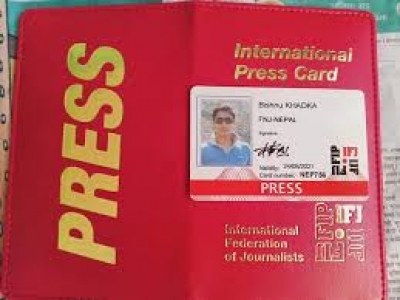 PRESS
International
Press Card
Bishnu KHADKA
FNJ-NEPAL
Signature
Validity:
Card number: NEP756
FIP IFJ
PRESS
International
Federation
of Journalists
FIP IFJ